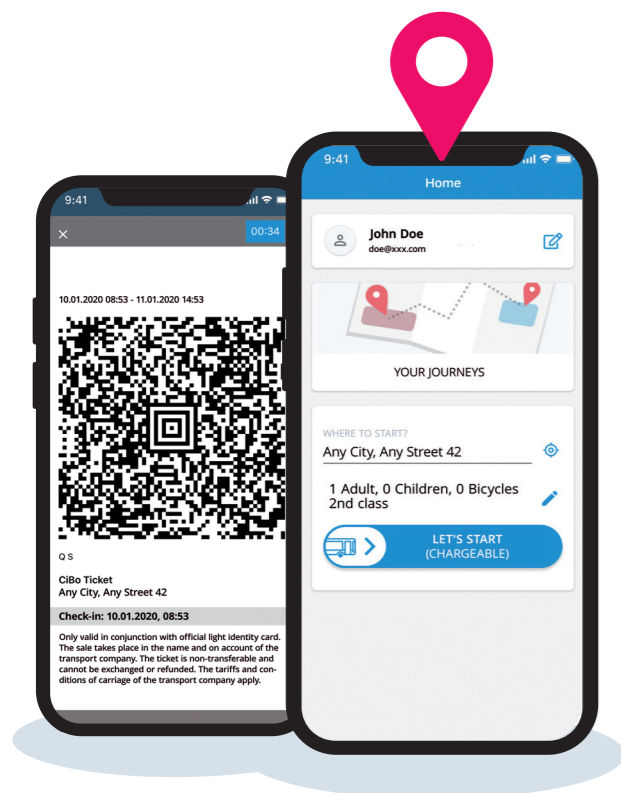 9:41
×
00:34
10.01.2020 08:53 - 11.01.2020 14:53
Q S
CiBo Ticket
Any City, Any Street 42
Check-in: 10.01.2020, 08:53
Only valid in conjunction with official light identity card.
The sale takes place in the name and on account of the
transport company. The ticket is non-transferable and
cannot be exchanged or refunded. The tariffs and con-
ditions of carriage of the transport company apply.
9:41
Home
John Doe
doe@xxx.com
YOUR JOURNEYS
WHERE TO START?
Any City, Any Street 42
1 Adult, 0 Children, 0 Bicycles
2nd class
LET'S START
(CHARGEABLE)